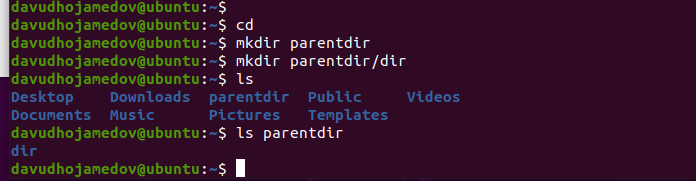 davudhojamedov@ubuntu:~$
davudhojamedov@ubuntu:~$ cd
davudhojamedov@ubuntu:~$ mkdir parentdir
davudhojamedov@ubuntu:~$ mkdir parentdir/dir
davudhojamedov@ubuntu:~$ ls
Desktop Downloads parentdir Public Videos
Documents Music Pictures Templates
davudhojamedov@ubuntu:~$ ls parentdir
dir
davudhojamedov@ubuntu:~$